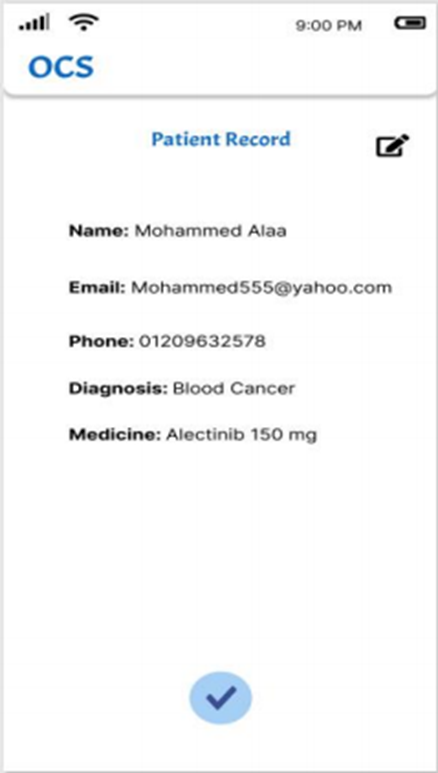 9:00 PM
OCS
Patient Record
Name: Mohammed Alaa
Email: Mohammed555@yahoo.com
Phone: 01209632578
Diagnosis: Blood Cancer
Medicine: Alectinib 150 mg